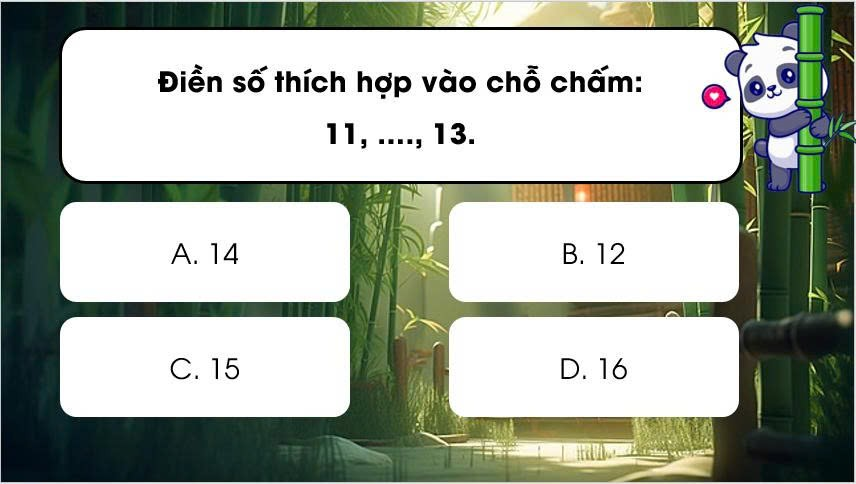 Điền số thích hợp vào chỗ chấm:
11, ...., 13.
A. 14
B. 12
C. 15
D. 16